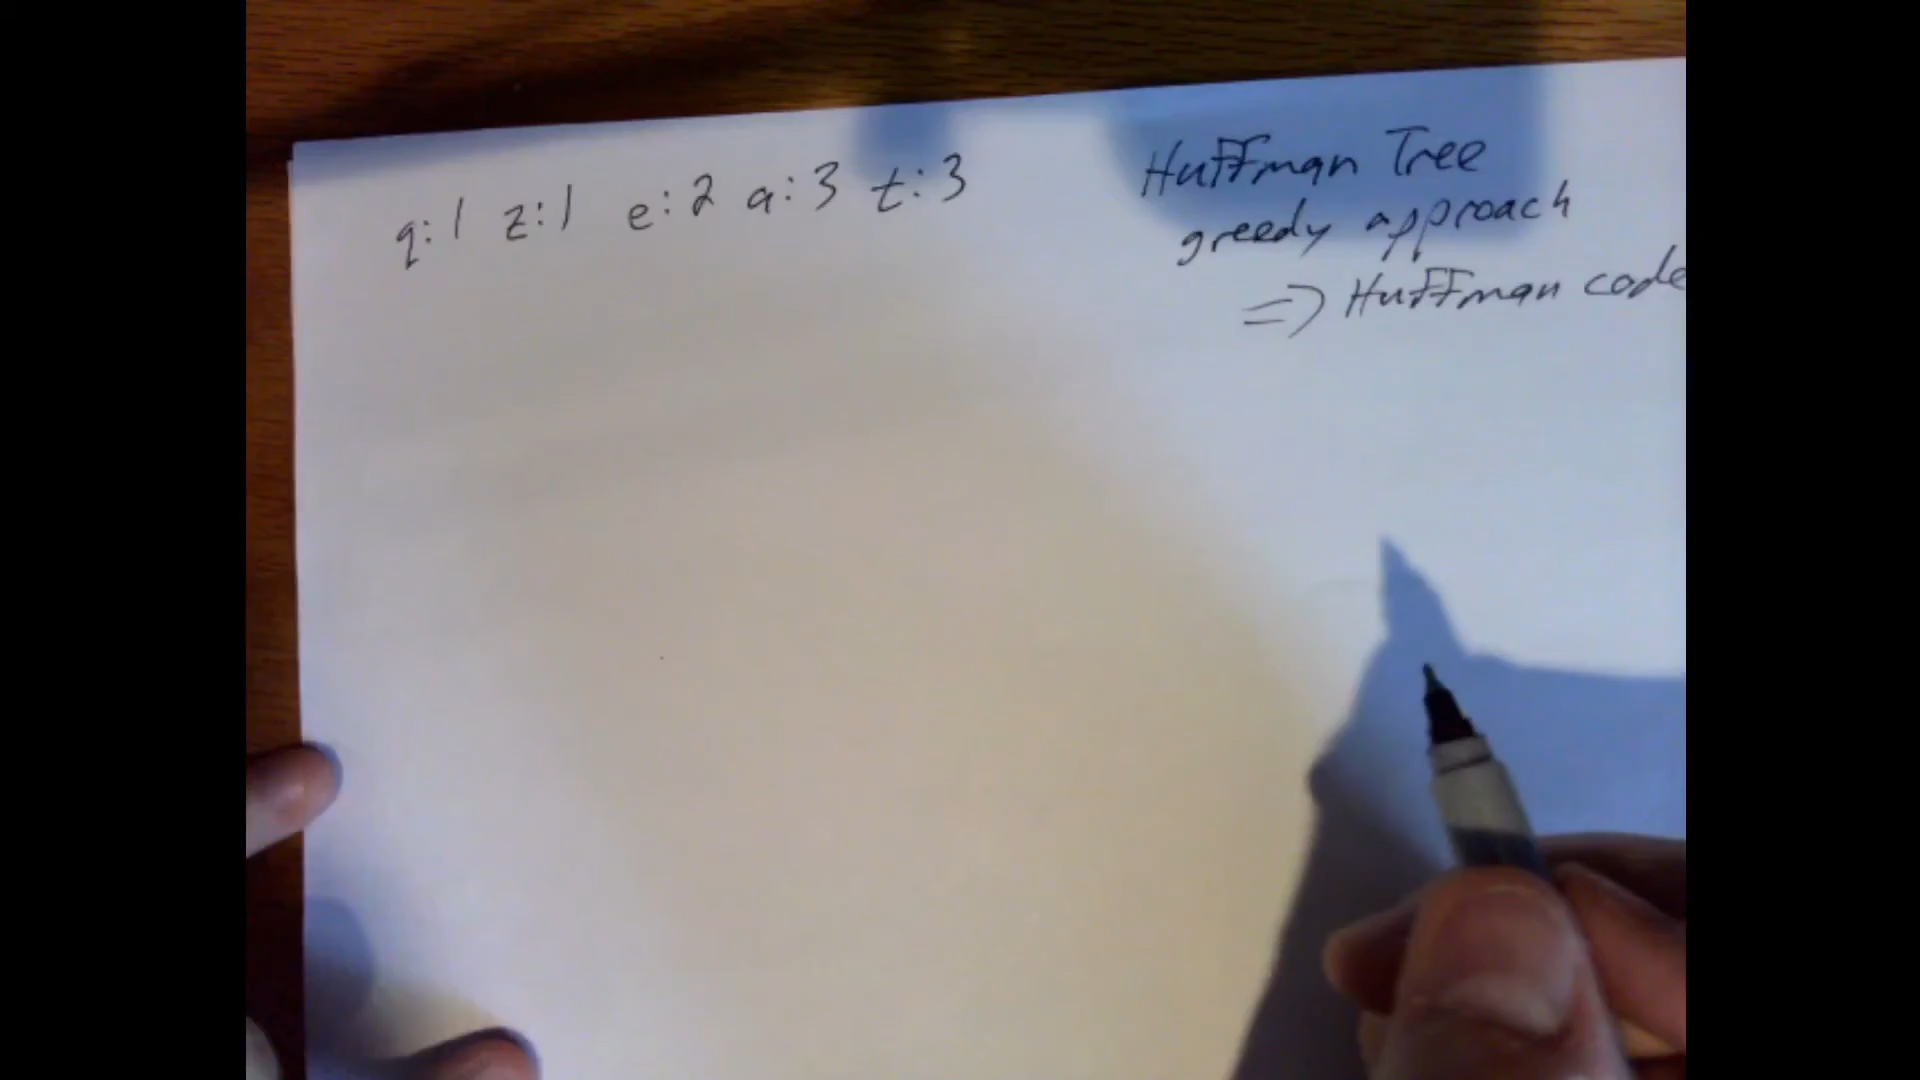 q:1 z:1 e:2 a:3 t:3
Huffman Tree
greedy approach
=> Huffman code